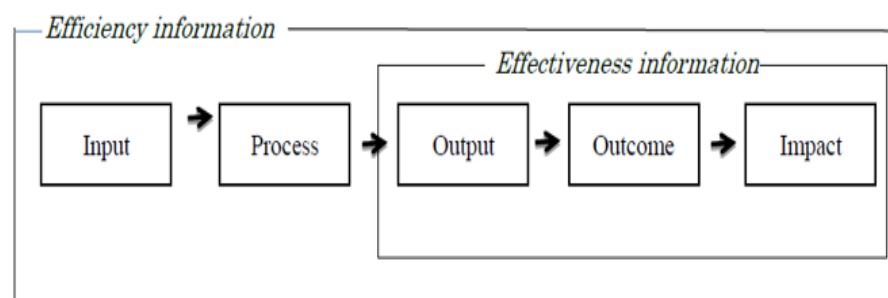 Efficiency information
Effectiveness information
Input
Process
Output
Outcome
Impact